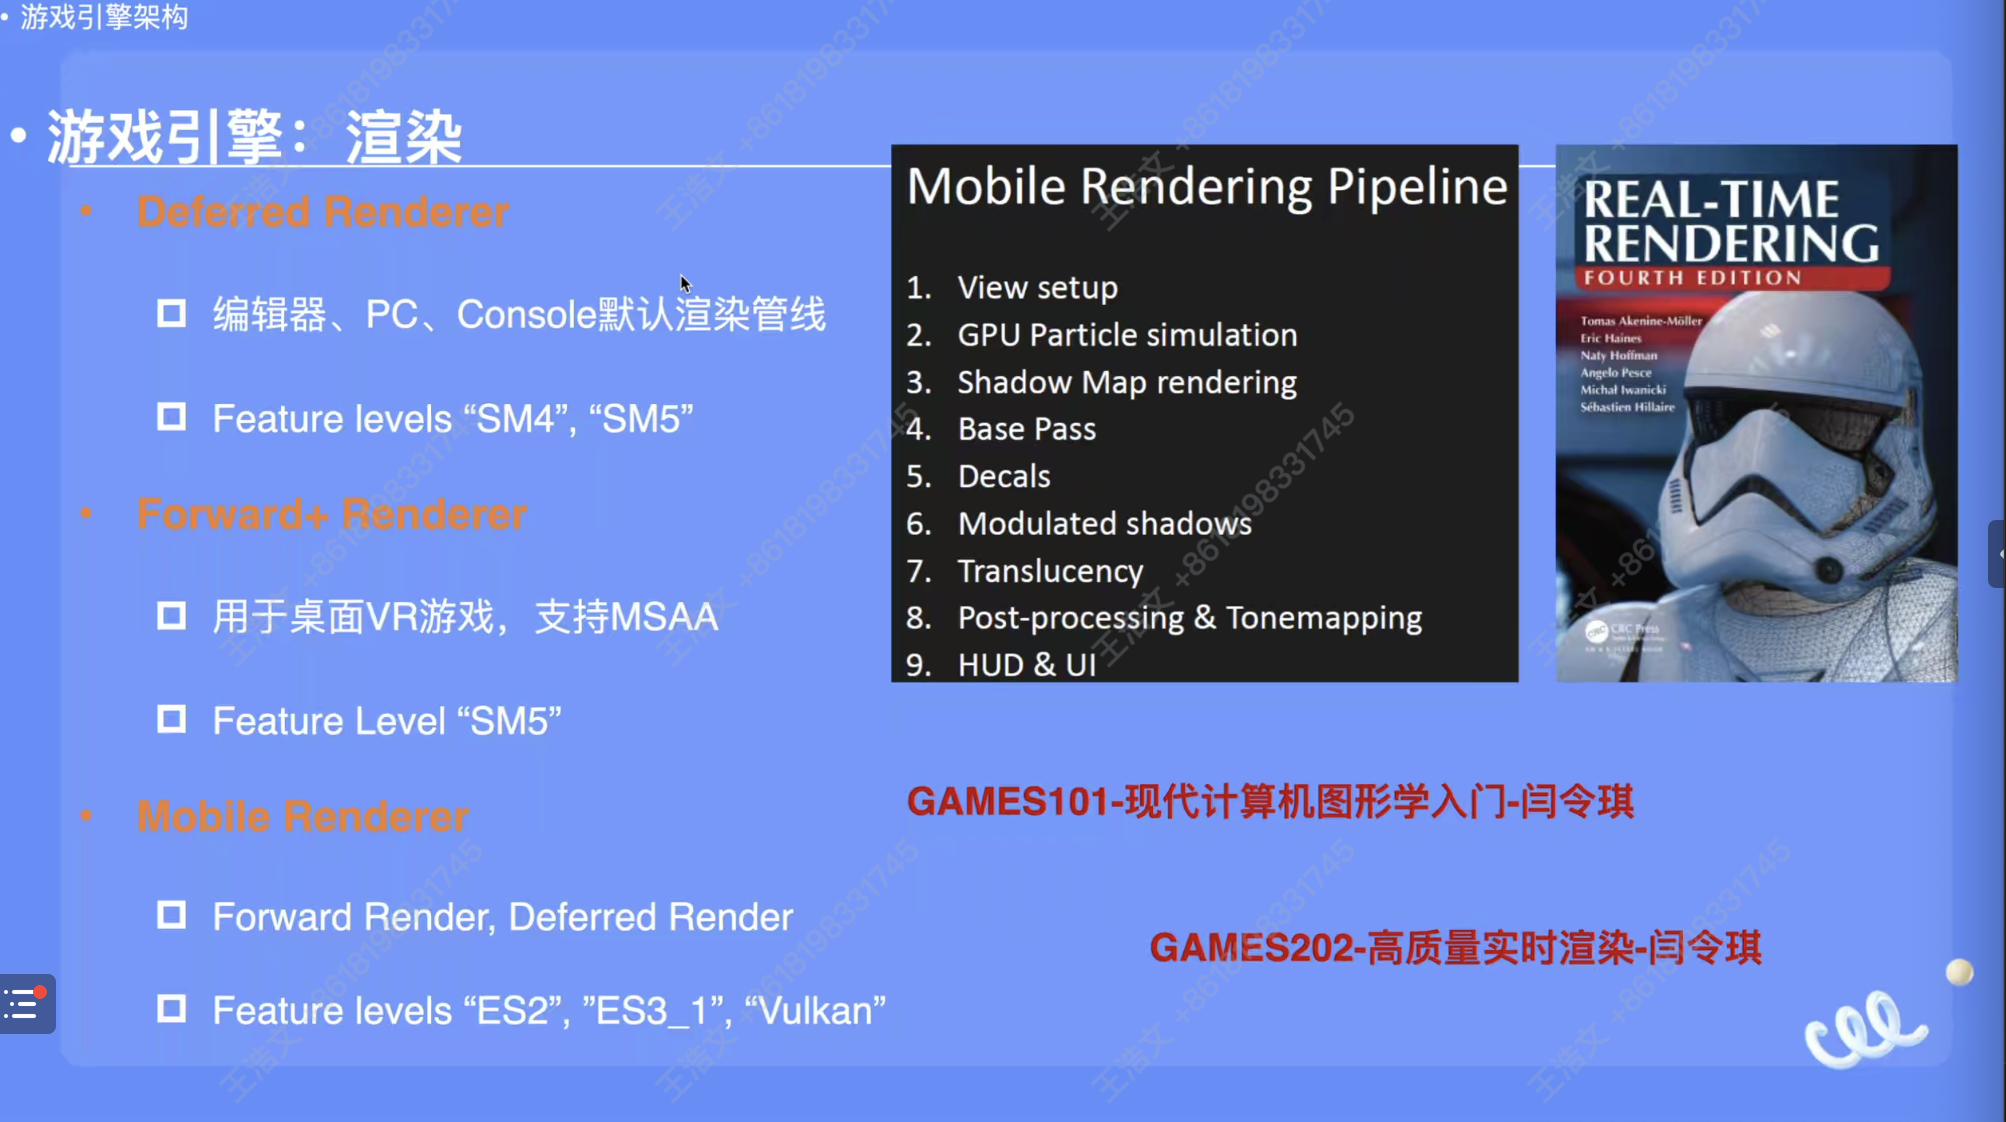 • 游戏引擎架构
• 游戏引擎：渲染
• Deferred Renderer
编辑器、PC、Console默认渲染管线
Feature levels “SM4”, “SM5”
• Forward+ Renderer
用于桌面VR游戏，支持MSAA
Feature Level “SM5”
• Mobile Renderer
Forward Render, Deferred Render
Feature levels “ES2”, ”ES3_1”, “Vulkan”
Mobile Rendering Pipeline
1. View setup
2. GPU Particle simulation
3. Shadow Map rendering
4. Base Pass
5. Decals
6. Modulated shadows
7. Translucency
8. Post-processing & Tonemapping
9. HUD & UI
REAL-TIME
RENDERING
FOURTH EDITION
Tomas Akenine-Möller
Eric Haines
Naty Hoffman
Angelo Pesce
Michał Iwanicki
Sébastien Hillaire
CRC Press
GAMES101-现代计算机图形学入门-闫令琪
GAMES202-高质量实时渲染-闫令琪
王浩文 +8618198331745